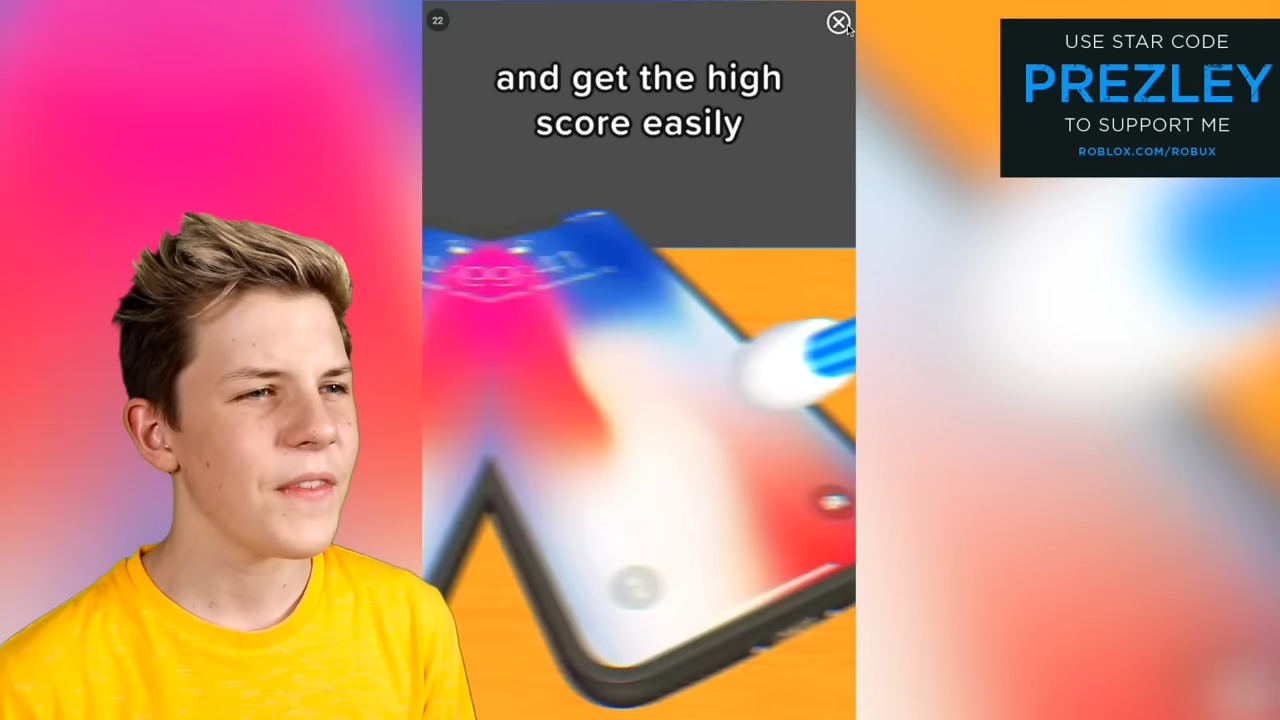 22
and get the high
score easily
USE STAR CODE
PREZLEY
TO SUPPORT ME
ROBLOX.COM/ROBUX